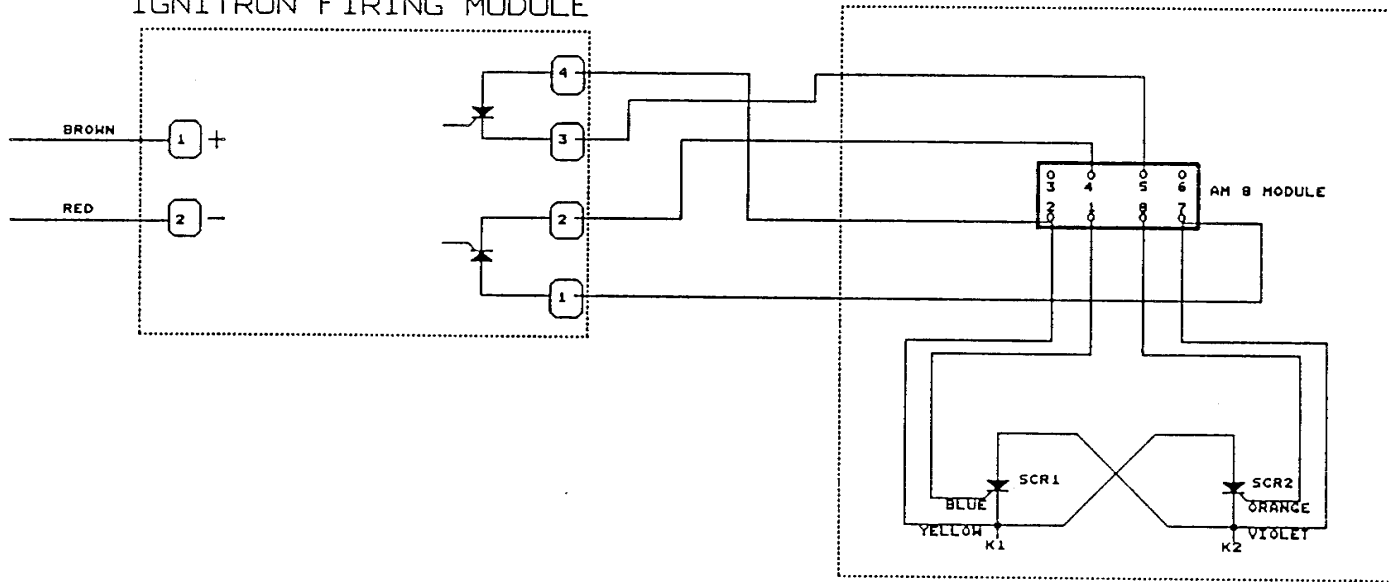 IGNITRON FIRING MODULE
BROWN
1 +
RED
2 -
4
3
2
1
3 4 5 6
2 1 8 7
AM 8 MODULE
SCR1
BLUE
YELLOW
K1
SCR2
ORANGE
VIOLET
K2